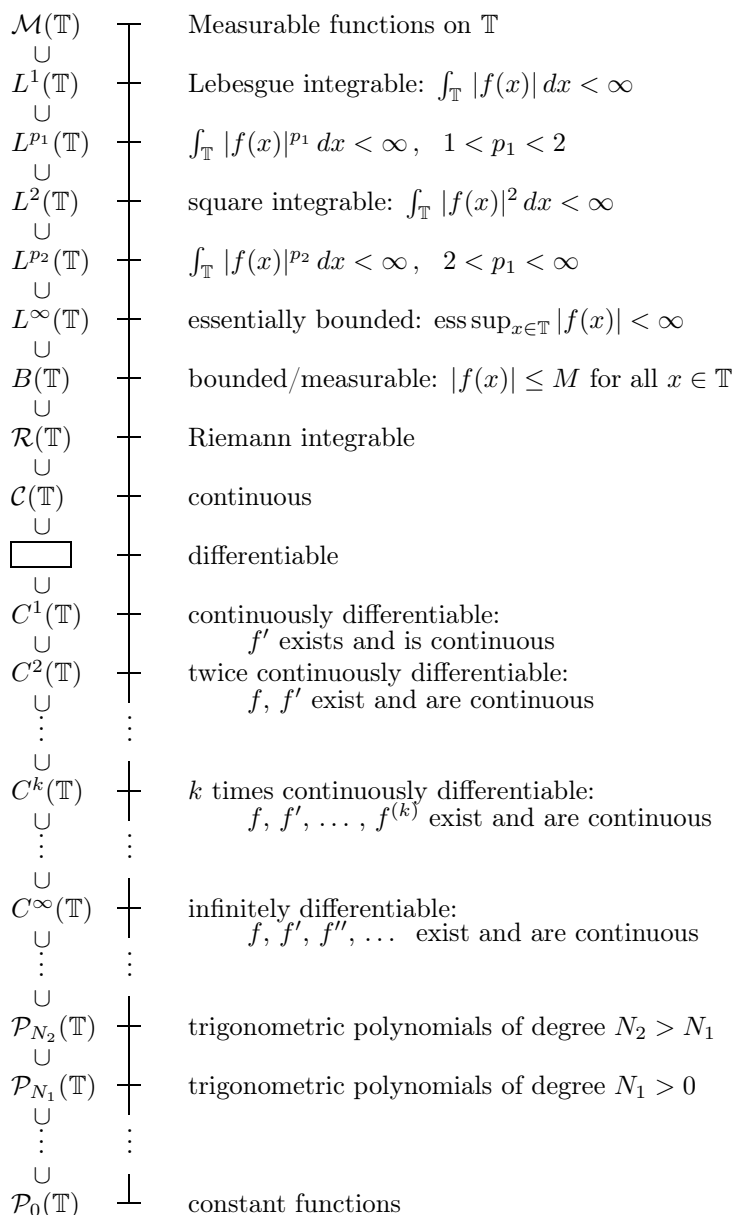 ℳ(𝕋) Measurable functions on 𝕋
∪
L¹(𝕋) Lebesgue integrable: ∫_𝕋 |f(x)| dx < ∞
∪
L^{p₁}(𝕋) ∫_𝕋 |f(x)|^{p₁} dx < ∞, 1 < p₁ < 2
∪
L²(𝕋) square integrable: ∫_𝕋 |f(x)|² dx < ∞
∪
L^{p₂}(𝕋) ∫_𝕋 |f(x)|^{p₂} dx < ∞, 2 < p₁ < ∞
∪
L^∞(𝕋) essentially bounded: ess sup_{x∈𝕋} |f(x)| < ∞
∪
B(𝕋) bounded/measurable: |f(x)| ≤ M for all x ∈ 𝕋
∪
ℛ(𝕋) Riemann integrable
∪
𝒞(𝕋) continuous
∪
differentiable
∪
C¹(𝕋) continuously differentiable:
∪ f′ exists and is continuous
C²(𝕋) twice continuously differentiable:
∪ f, f′ exist and are continuous
⋮ ⋮
∪
C^k(𝕋) k times continuously differentiable:
∪ f, f′, … , f^{(k)} exist and are continuous
⋮ ⋮
∪
C^∞(𝕋) infinitely differentiable:
∪ f, f′, f″, … exist and are continuous
⋮ ⋮
∪
𝒫_{N₂}(𝕋) trigonometric polynomials of degree N₂ > N₁
∪
𝒫_{N₁}(𝕋) trigonometric polynomials of degree N₁ > 0
∪
⋮ ⋮
∪
𝒫₀(𝕋) constant functions